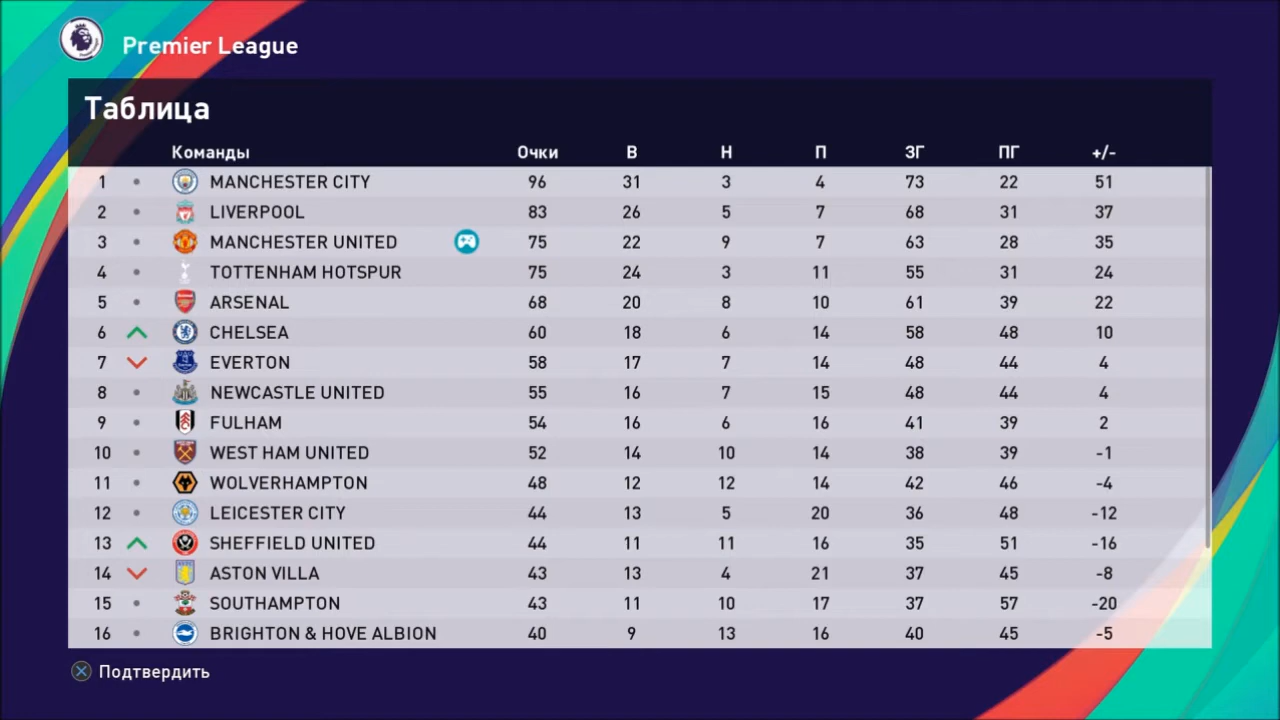 Premier League
Таблица
Команды Очки В Н П ЗГ ПГ +/-
1 MANCHESTER CITY 96 31 3 4 73 22 51
2 LIVERPOOL 83 26 5 7 68 31 37
3 MANCHESTER UNITED 75 22 9 7 63 28 35
4 TOTTENHAM HOTSPUR 75 24 3 11 55 31 24
5 ARSENAL 68 20 8 10 61 39 22
6 CHELSEA 60 18 6 14 58 48 10
7 EVERTON 58 17 7 14 48 44 4
8 NEWCASTLE UNITED 55 16 7 15 48 44 4
9 FULHAM 54 16 6 16 41 39 2
10 WEST HAM UNITED 52 14 10 14 38 39 -1
11 WOLVERHAMPTON 48 12 12 14 42 46 -4
12 LEICESTER CITY 44 13 5 20 36 48 -12
13 SHEFFIELD UNITED 44 11 11 16 35 51 -16
14 ASTON VILLA 43 13 4 21 37 45 -8
15 SOUTHAMPTON 43 11 10 17 37 57 -20
16 BRIGHTON & HOVE ALBION 40 9 13 16 40 45 -5
Подтвердить